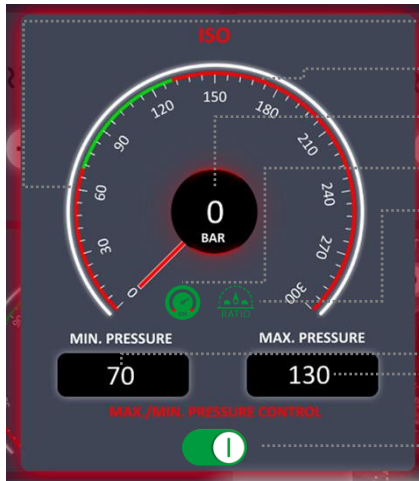 ISO
150
120
180
90
210
60
240
0
BAR
30
270
0
300
RATIO
MIN. PRESSURE
MAX. PRESSURE
70
130
MAX./MIN. PRESSURE CONTROL